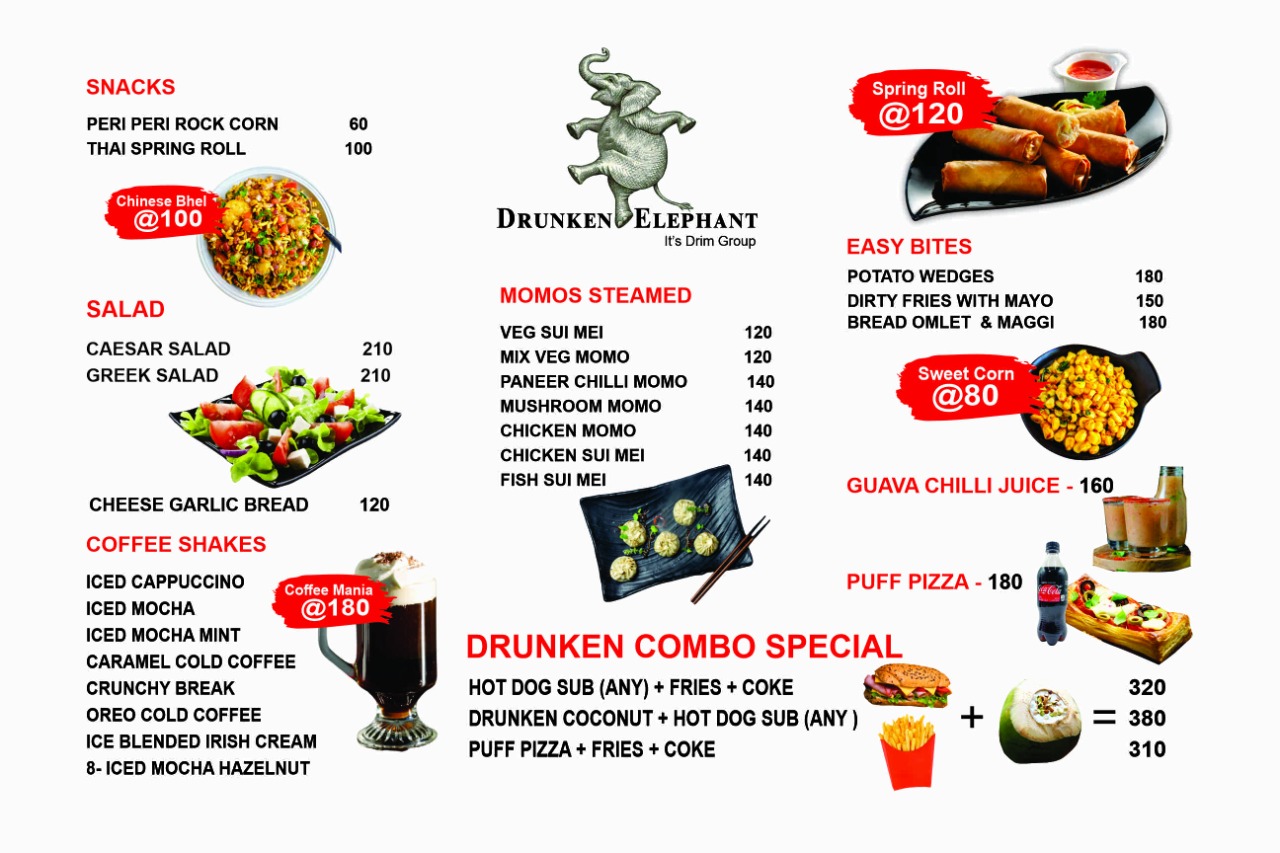 SNACKS
PERI PERI ROCK CORN 60
THAI SPRING ROLL 100
Chinese Bhel
@100
SALAD
CAESAR SALAD 210
GREEK SALAD 210
CHEESE GARLIC BREAD 120
COFFEE SHAKES
ICED CAPPUCCINO
ICED MOCHA
ICED MOCHA MINT
CARAMEL COLD COFFEE
CRUNCHY BREAK
OREO COLD COFFEE
ICE BLENDED IRISH CREAM
8- ICED MOCHA HAZELNUT
Coffee Mania
@180
DRUNKEN ELEPHANT
It's Drim Group
MOMOS STEAMED
VEG SUI MEI 120
MIX VEG MOMO 120
PANEER CHILLI MOMO 140
MUSHROOM MOMO 140
CHICKEN MOMO 140
CHICKEN SUI MEI 140
FISH SUI MEI 140
Spring Roll
@120
EASY BITES
POTATO WEDGES 180
DIRTY FRIES WITH MAYO 150
BREAD OMLET & MAGGI 180
Sweet Corn
@80
GUAVA CHILLI JUICE - 160
PUFF PIZZA - 180
Coca-Cola
DRUNKEN COMBO SPECIAL
HOT DOG SUB (ANY) + FRIES + COKE 320
DRUNKEN COCONUT + HOT DOG SUB (ANY ) + = 380
PUFF PIZZA + FRIES + COKE 310